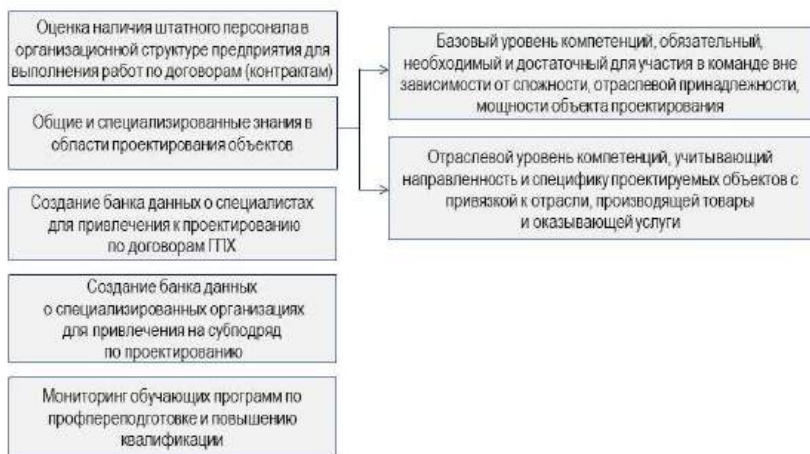 Оценка наличия штатного персонала в
организационной структуре предприятия для
выполнения работ по договорам (контрактам)
Общие и специализированные знания в
области проектирования объектов
Создание банка данных о специалистах
для привлечения к проектированию
по договорам ГПХ
Создание банка данных
о специализированных организациях
для привлечения на субподряд
по проектированию
Мониторинг обучающих программ по
профпереподготовке и повышению
квалификации
Базовый уровень компетенций, обязательный,
необходимый и достаточный для участия в команде вне
зависимости от сложности, отраслевой принадлежности,
мощности объекта проектирования
Отраслевой уровень компетенций, учитывающий
направленность и специфику проектируемых объектов с
привязкой к отрасли, производящей товары
и оказывающей услуги